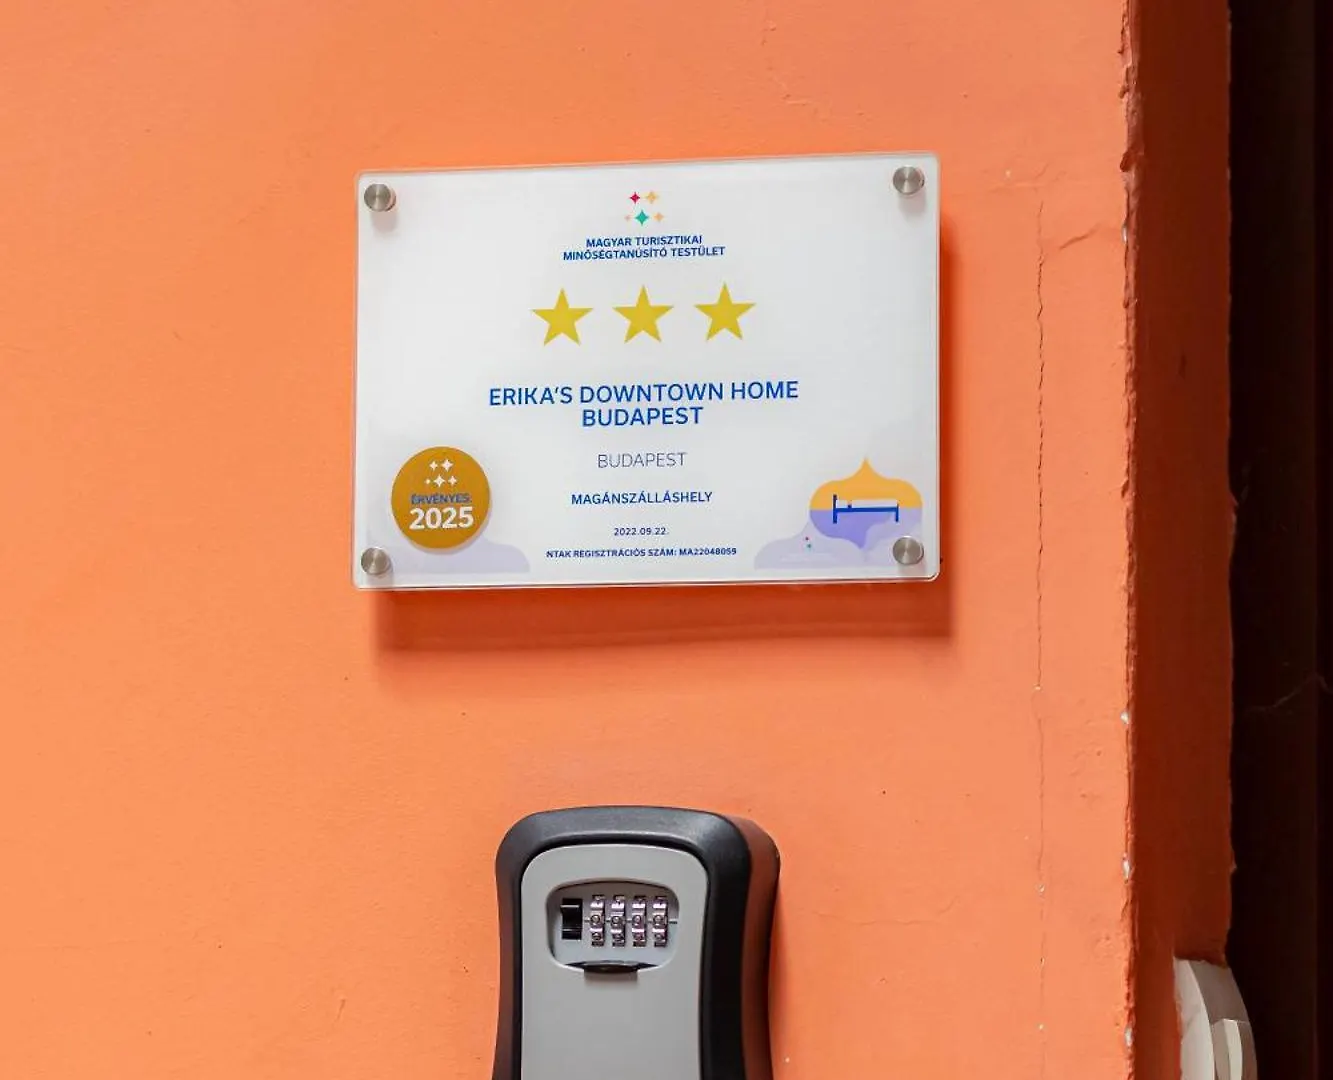 MAGYAR TURISZTIKAI
MINŐSÉGTANÚSÍTÓ TESTÜLET
ERIKA'S DOWNTOWN HOME
BUDAPEST
BUDAPEST
MAGÁNSZÁLLÁSHELY
2022.09.22.
NTAK REGISZTRÁCIÓS SZÁM: MA22048059
ÉRVÉNYES:
2025